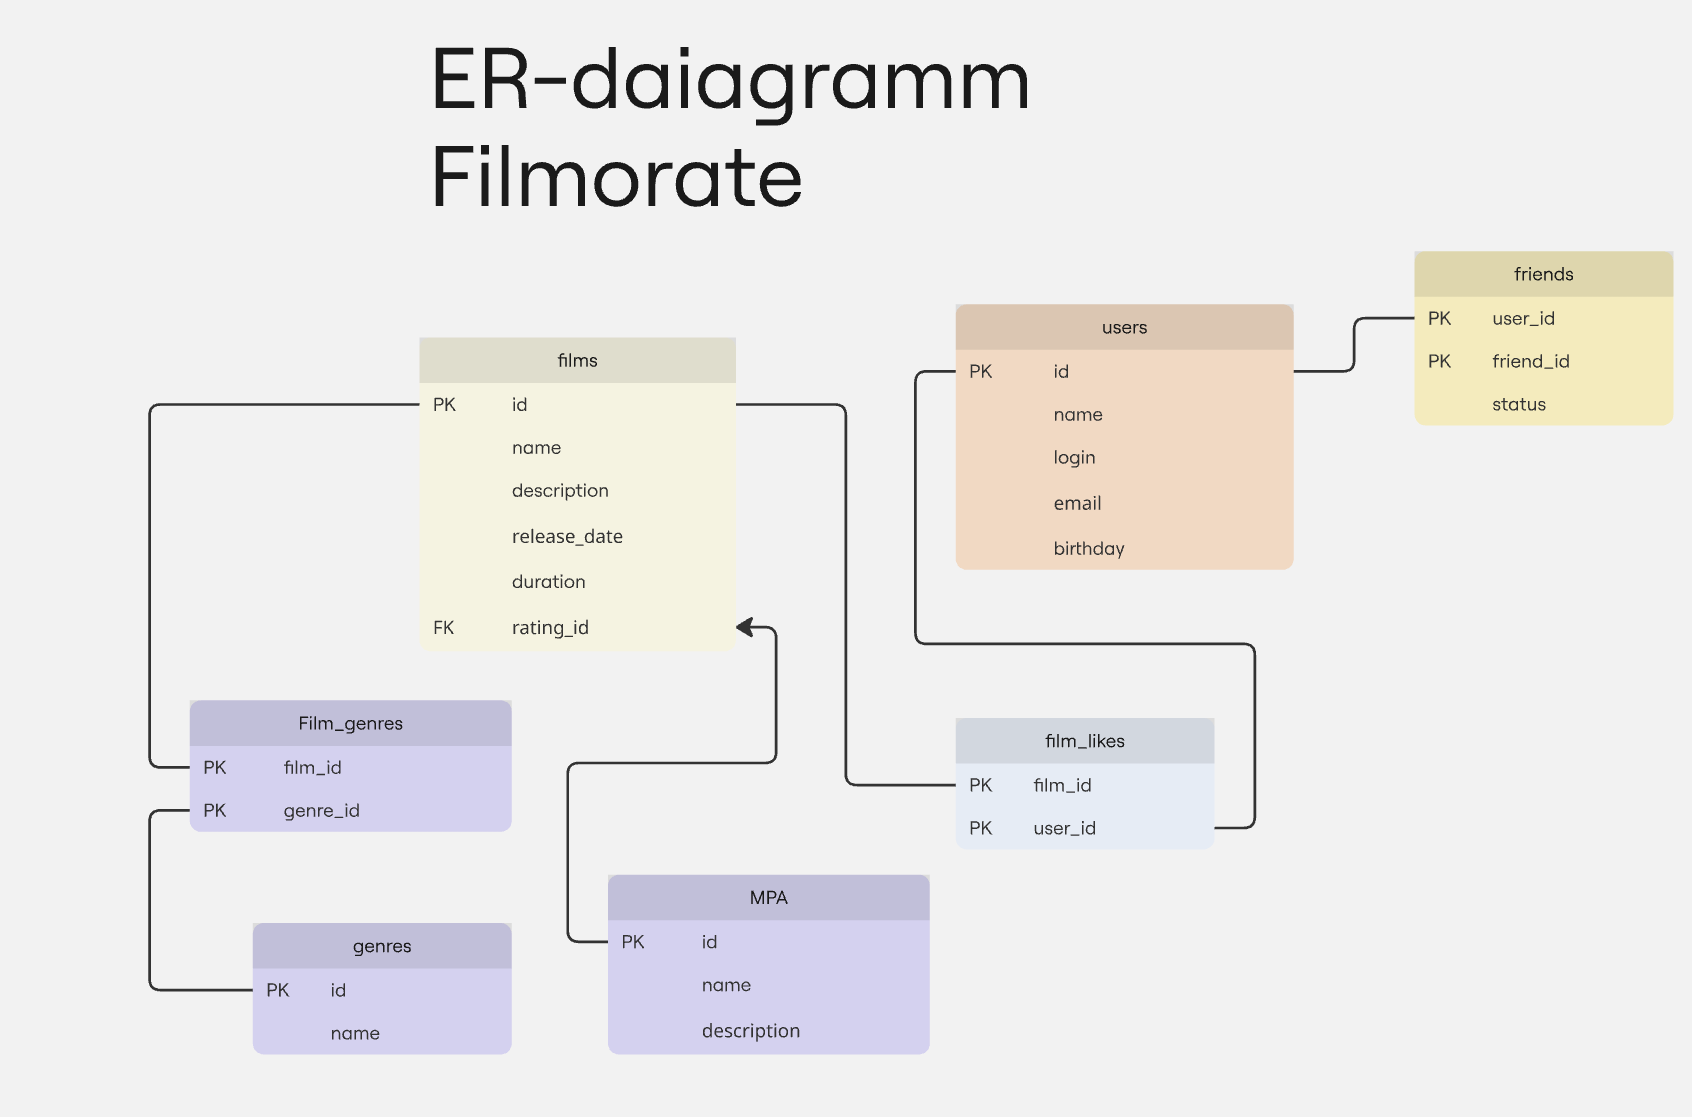 ER-daiagramm
Filmorate
friends
PK user_id
PK friend_id
status
users
PK id
name
login
email
birthday
films
PK id
name
description
release_date
duration
FK rating_id
Film_genres
PK film_id
PK genre_id
film_likes
PK film_id
PK user_id
MPA
PK id
name
description
genres
PK id
name